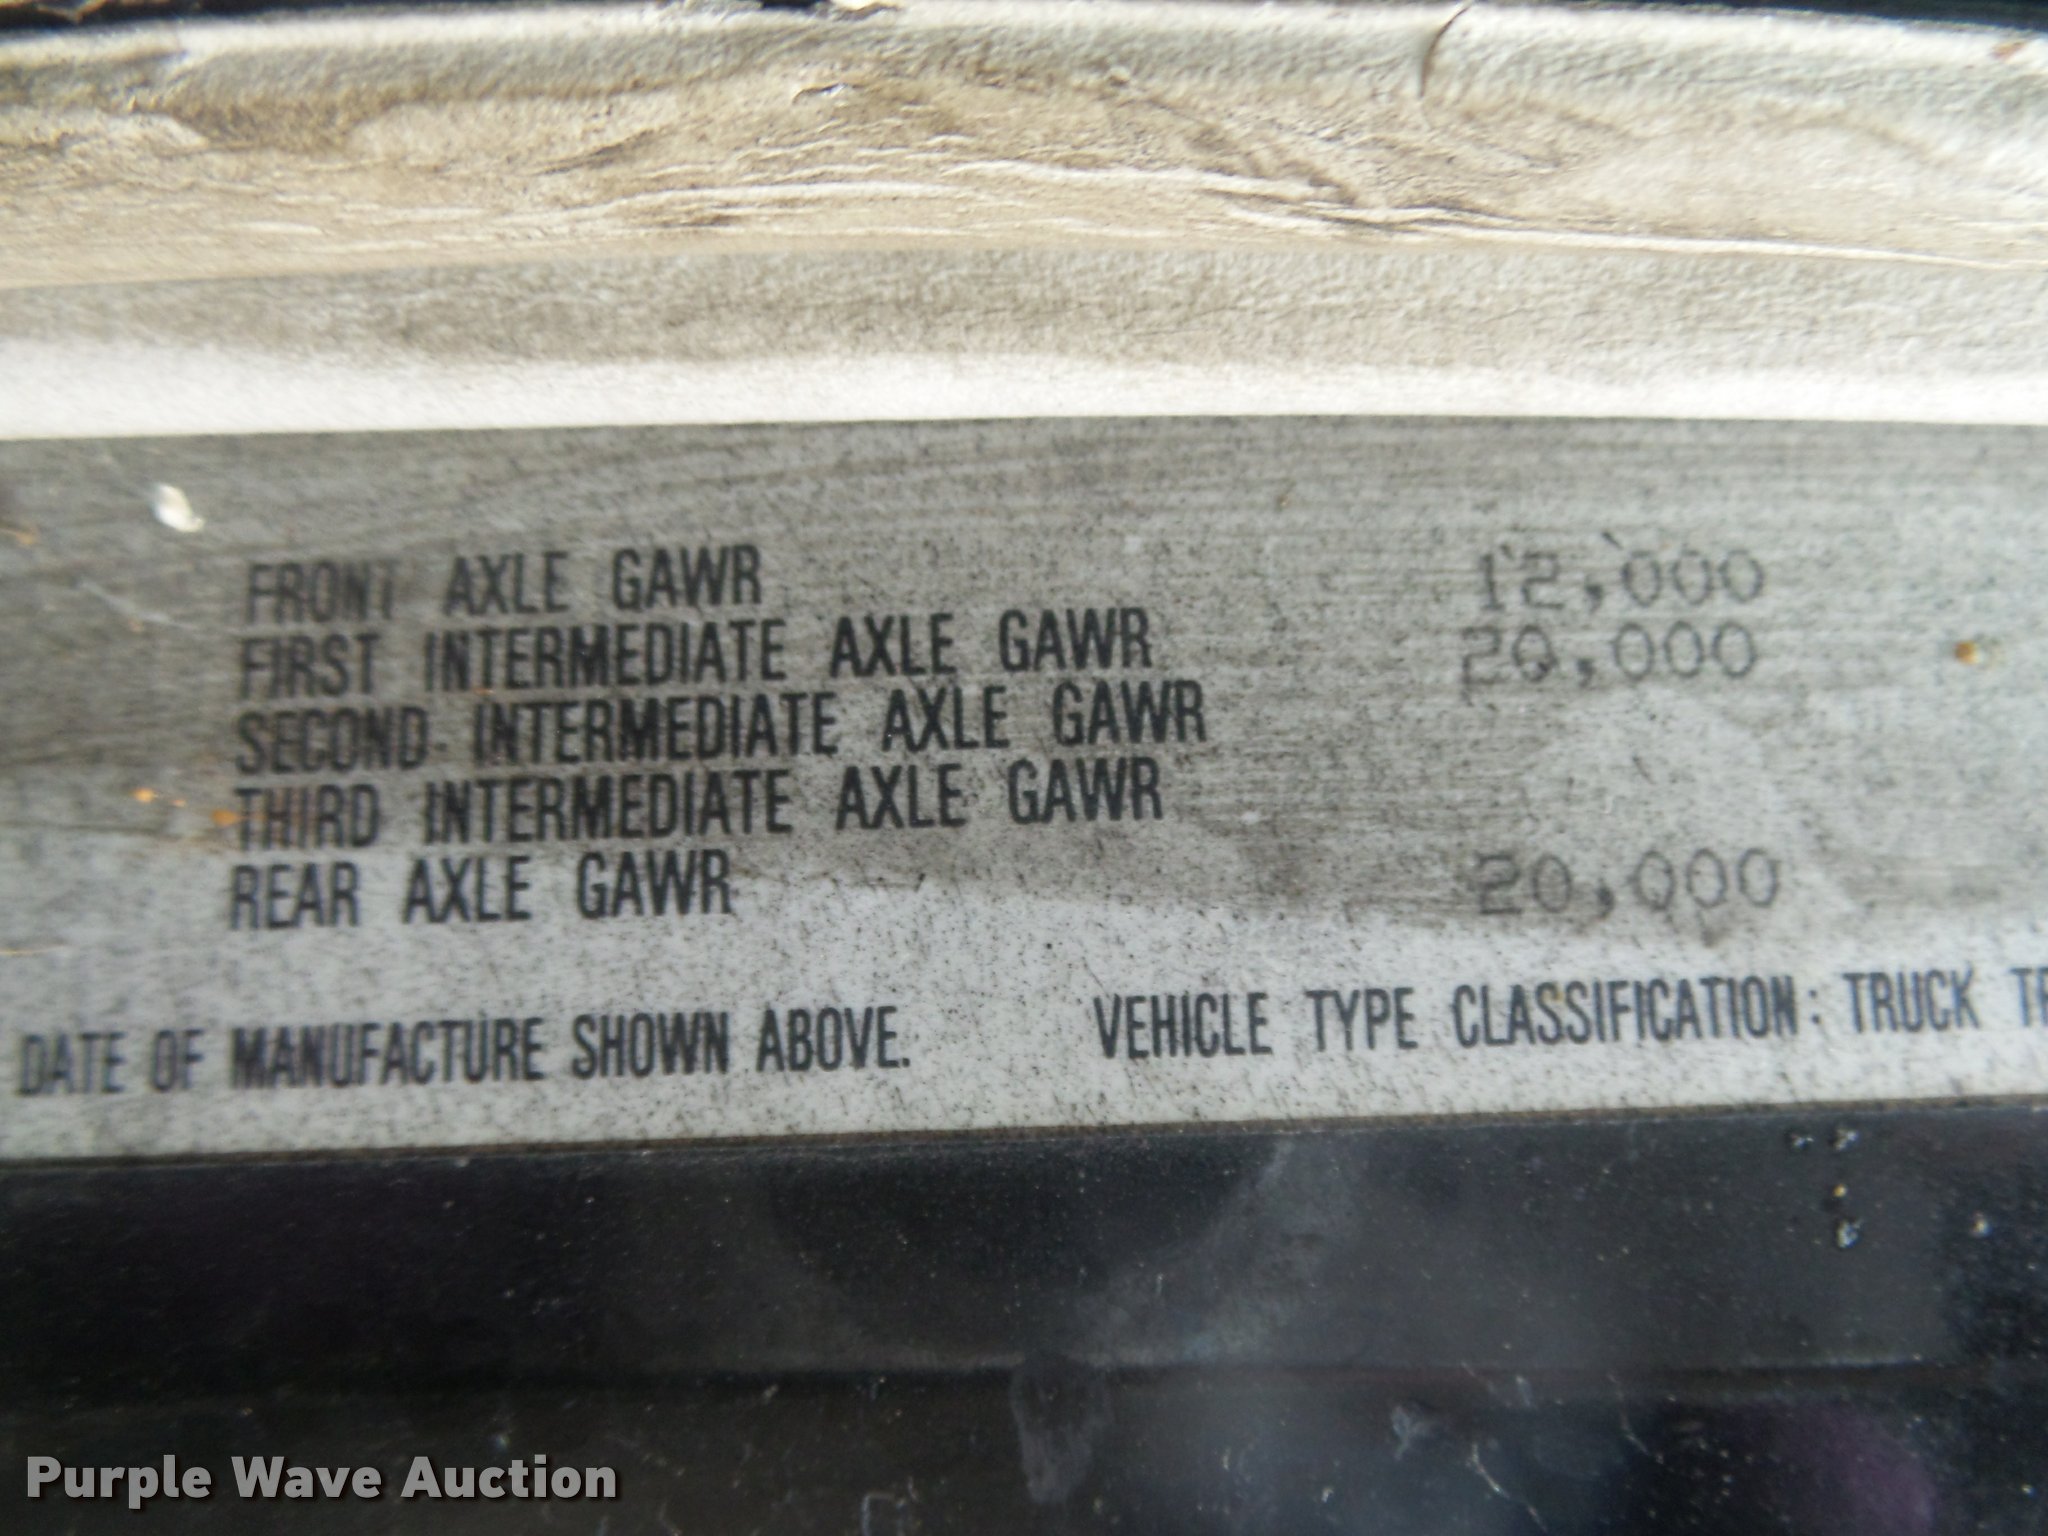 FRONT AXLE GAWR 12,000
FIRST INTERMEDIATE AXLE GAWR 20,000
SECOND INTERMEDIATE AXLE GAWR
THIRD INTERMEDIATE AXLE GAWR
REAR AXLE GAWR 20,000
DATE OF MANUFACTURE SHOWN ABOVE. VEHICLE TYPE CLASSIFICATION: TRUCK TR
Purple Wave Auction